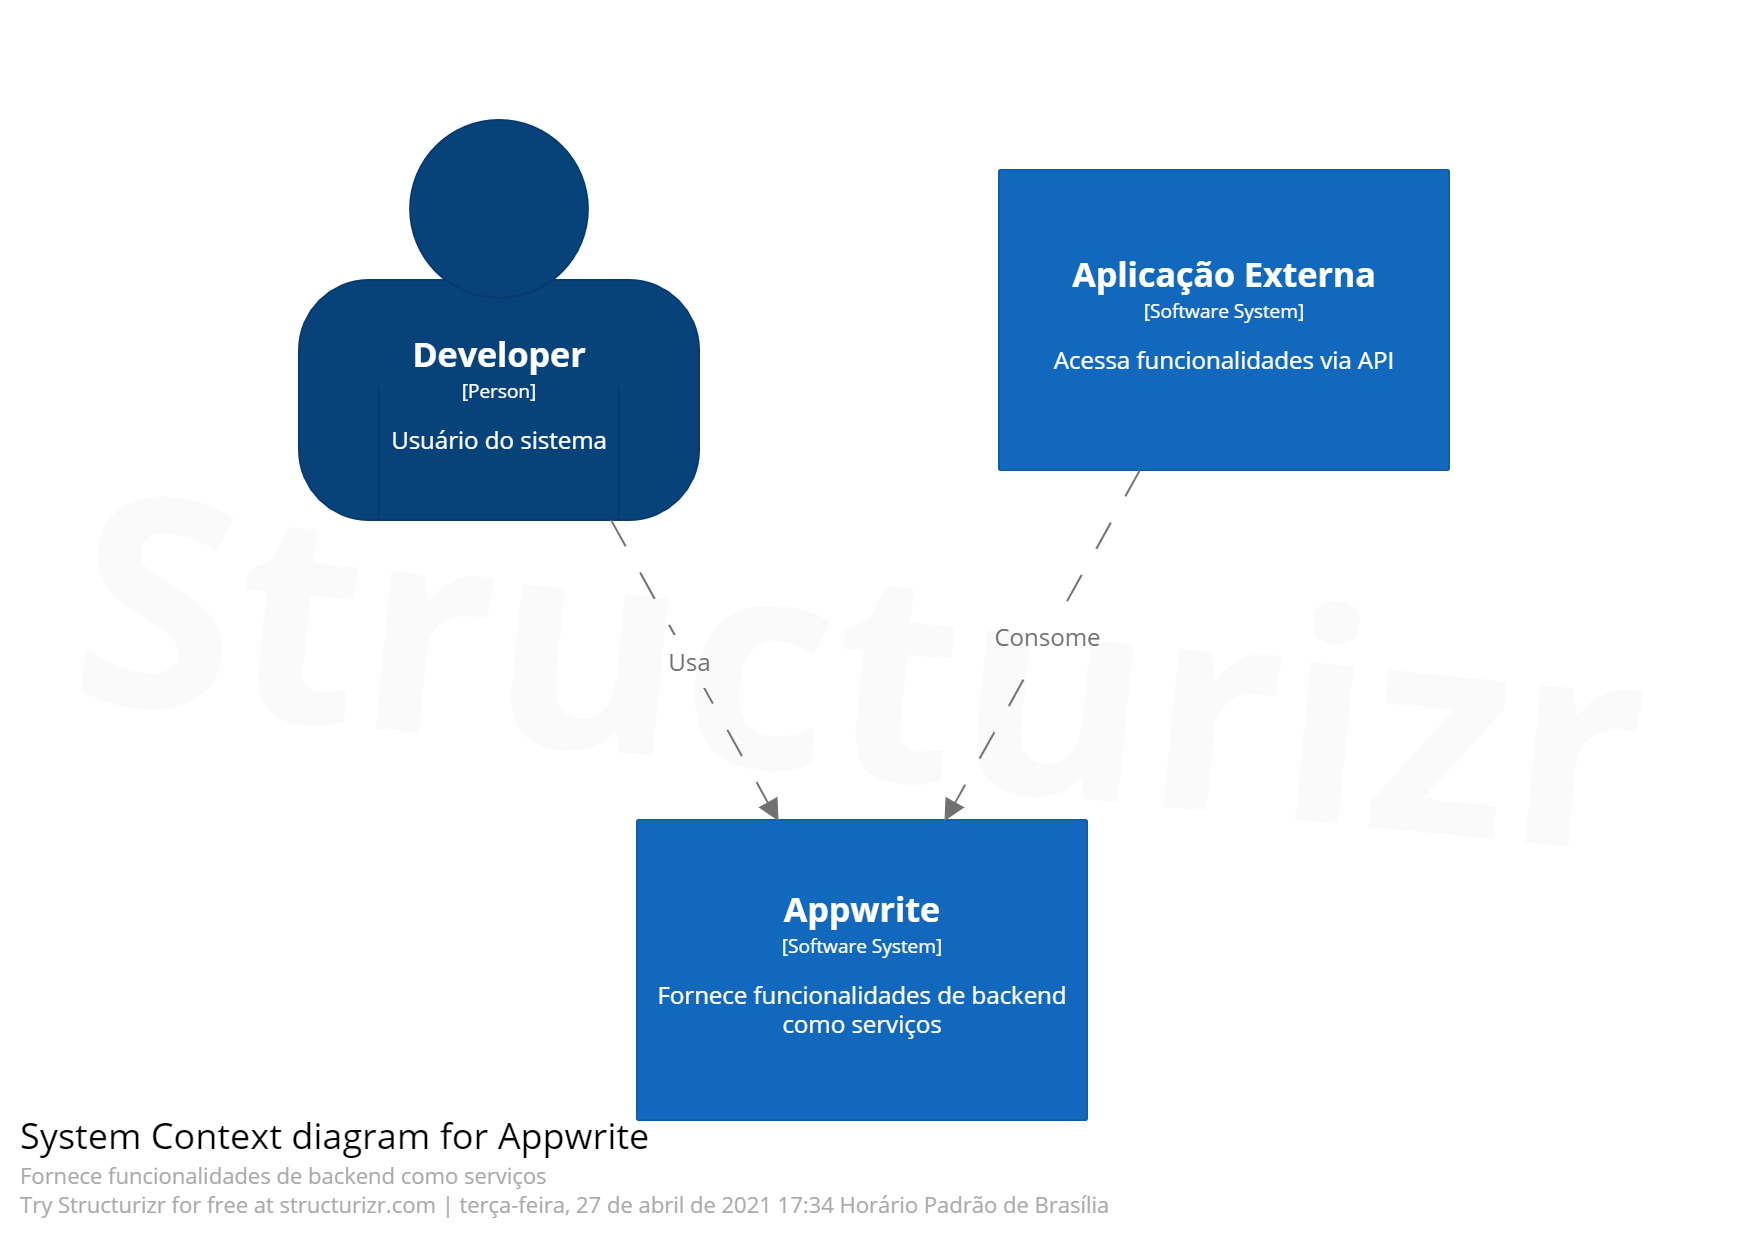 Developer
[Person]
Usuário do sistema
Aplicação Externa
[Software System]
Acessa funcionalidades via API
Usa
Consome
Structurizr
Appwrite
[Software System]
Fornece funcionalidades de backend
como serviços
System Context diagram for Appwrite
Fornece funcionalidades de backend como serviços
Try Structurizr for free at structurizr.com | terça-feira, 27 de abril de 2021 17:34 Horário Padrão de Brasília